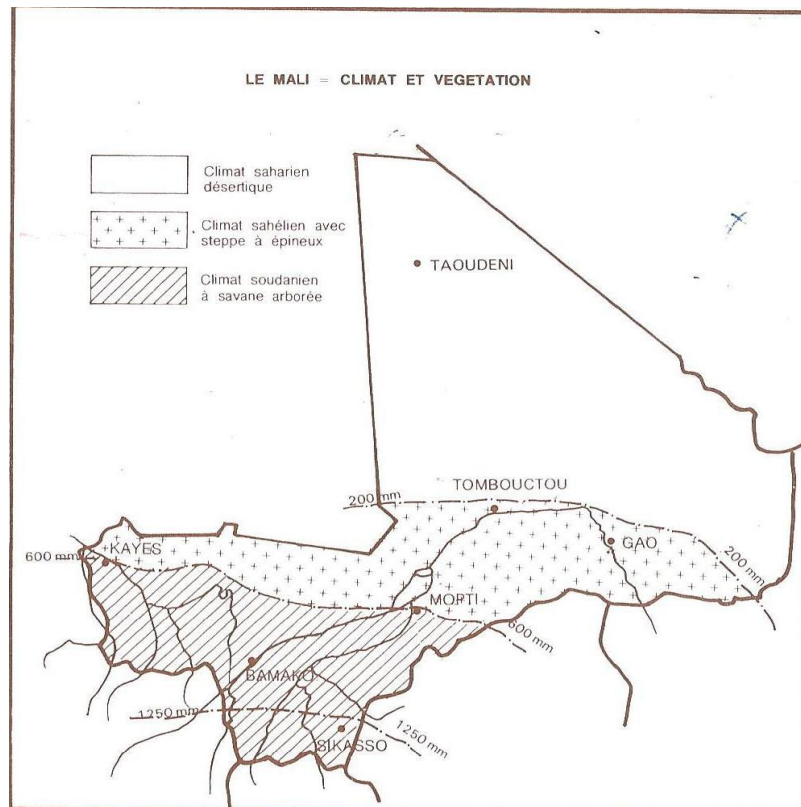 LE MALI = CLIMAT ET VEGETATION
Climat saharien
désertique
Climat sahélien avec
steppe à épineux
Climat soudanien
à savane arborée
TAOUDENI
TOMBOUCTOU
200 mm
KAYES
600 mm
GAO
200 mm
MOPTI
600 mm
BAMAKO
1250 mm
1250 mm
SIKASSO